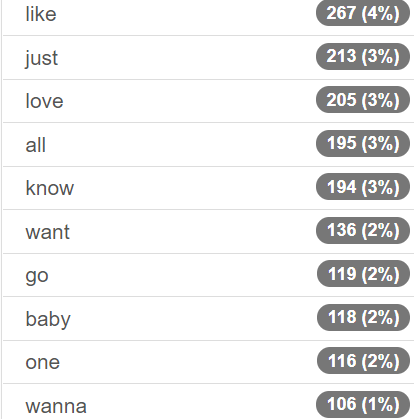 like 267 (4%)
just 213 (3%)
love 205 (3%)
all 195 (3%)
know 194 (3%)
want 136 (2%)
go 119 (2%)
baby 118 (2%)
one 116 (2%)
wanna 106 (1%)